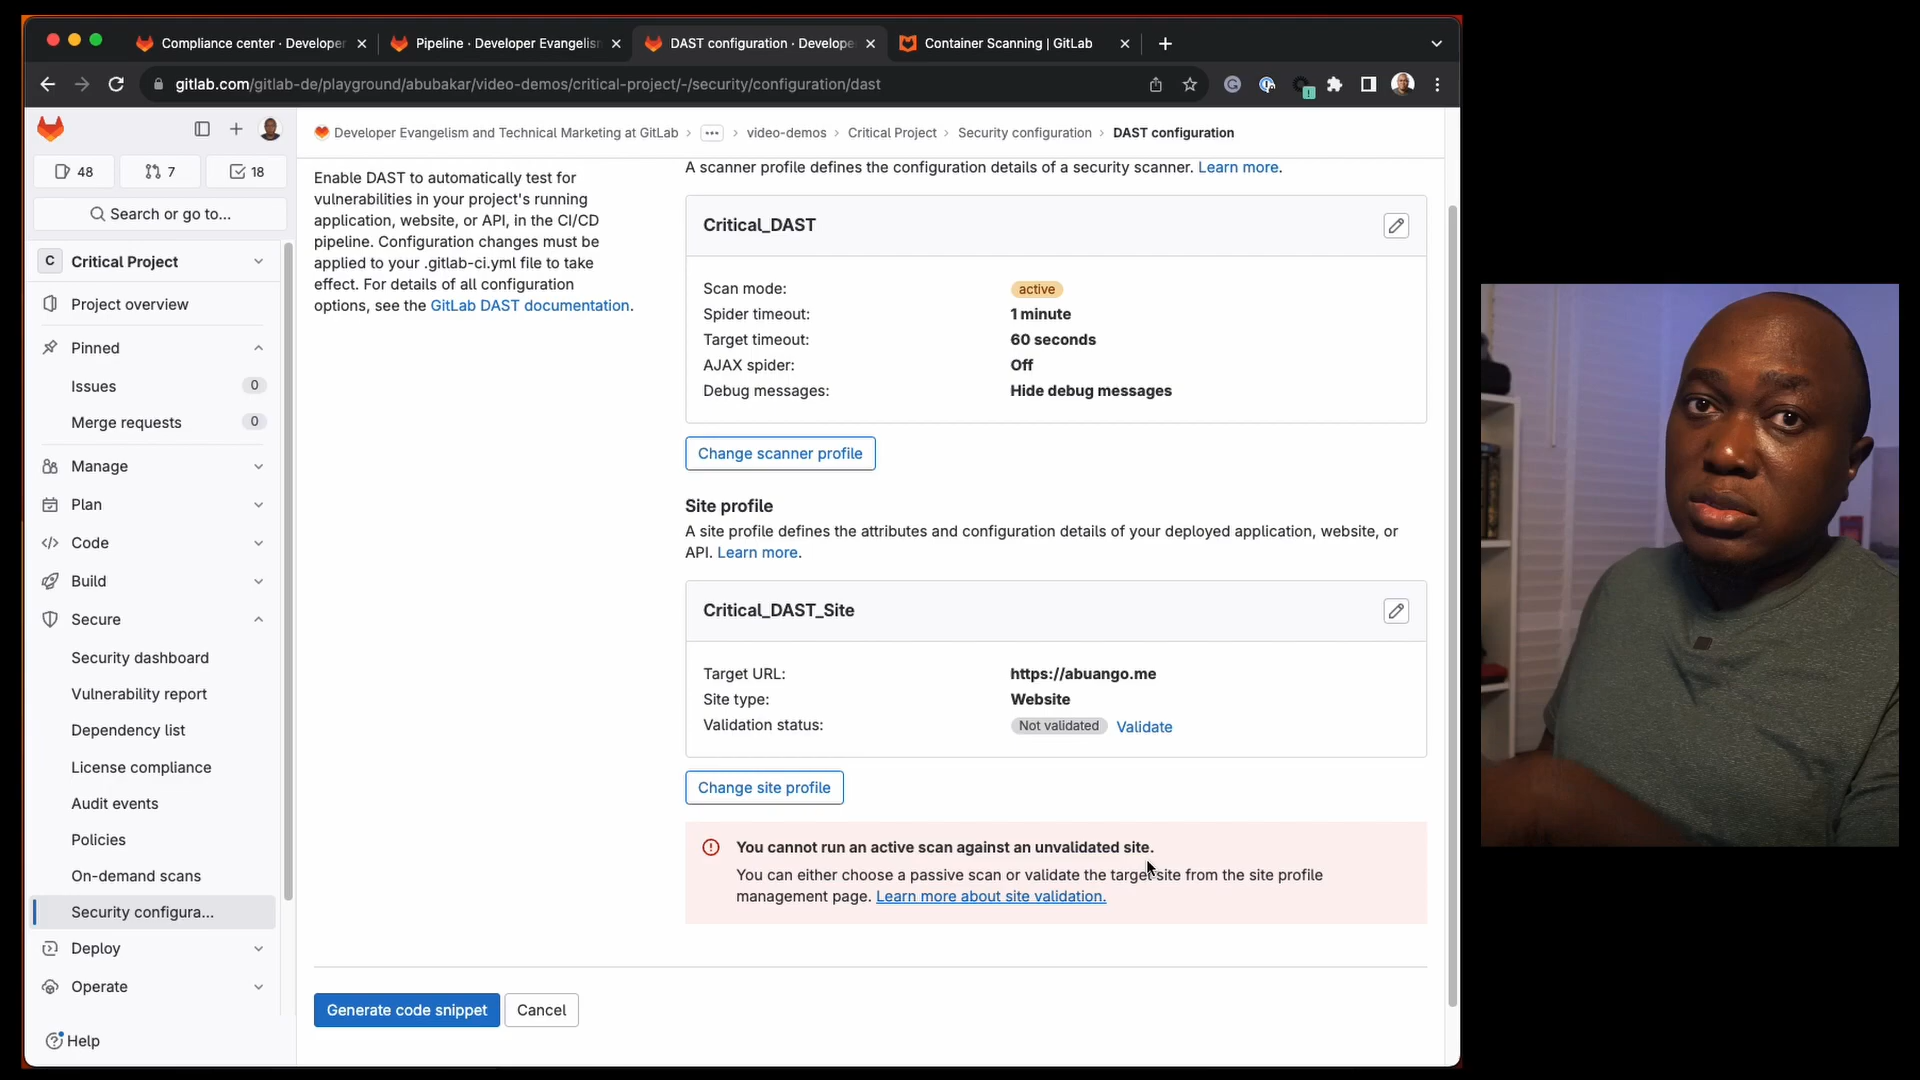 Compliance center · Developer
Pipeline · Developer Evangelism
DAST configuration · Develope
Container Scanning | GitLab
gitlab.com/gitlab-de/playground/abubakar/video-demos/critical-project/-/security/configuration/dast
48
7
18
Search or go to...
C
Critical Project
Project overview
Pinned
Issues
0
Merge requests
0
Manage
Plan
Code
Build
Secure
Security dashboard
Vulnerability report
Dependency list
License compliance
Audit events
Policies
On-demand scans
Security configura...
Deploy
Operate
Help
Developer Evangelism and Technical Marketing at GitLab › ... › video-demos › Critical Project › Security configuration › DAST configuration
Enable DAST to automatically test for
vulnerabilities in your project's running
application, website, or API, in the CI/CD
pipeline. Configuration changes must be
applied to your .gitlab-ci.yml file to take
effect. For details of all configuration
options, see the GitLab DAST documentation.
A scanner profile defines the configuration details of a security scanner. Learn more.
Critical_DAST
Scan mode: active
Spider timeout: 1 minute
Target timeout: 60 seconds
AJAX spider: Off
Debug messages: Hide debug messages
Change scanner profile
Site profile
A site profile defines the attributes and configuration details of your deployed application, website, or
API. Learn more.
Critical_DAST_Site
Target URL: https://abuango.me
Site type: Website
Validation status: Not validated Validate
Change site profile
You cannot run an active scan against an unvalidated site.
You can either choose a passive scan or validate the target site from the site profile
management page. Learn more about site validation.
Generate code snippet
Cancel